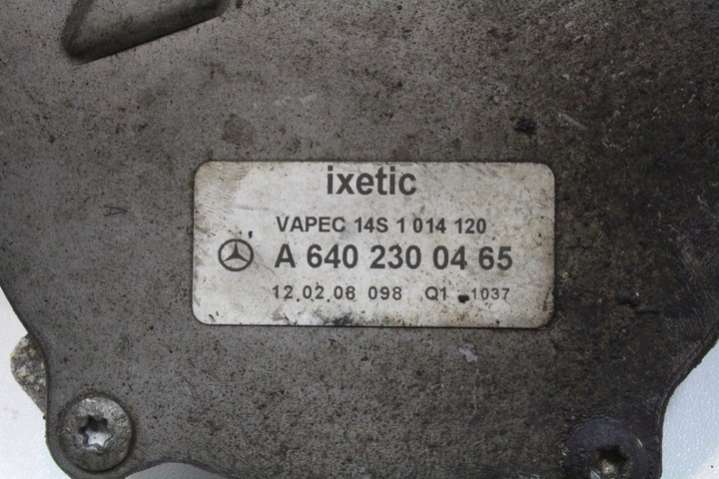 ixetic
VAPEC 14S 1 014 120
A 640 230 04 65
12.02.08 098 Q1 1037